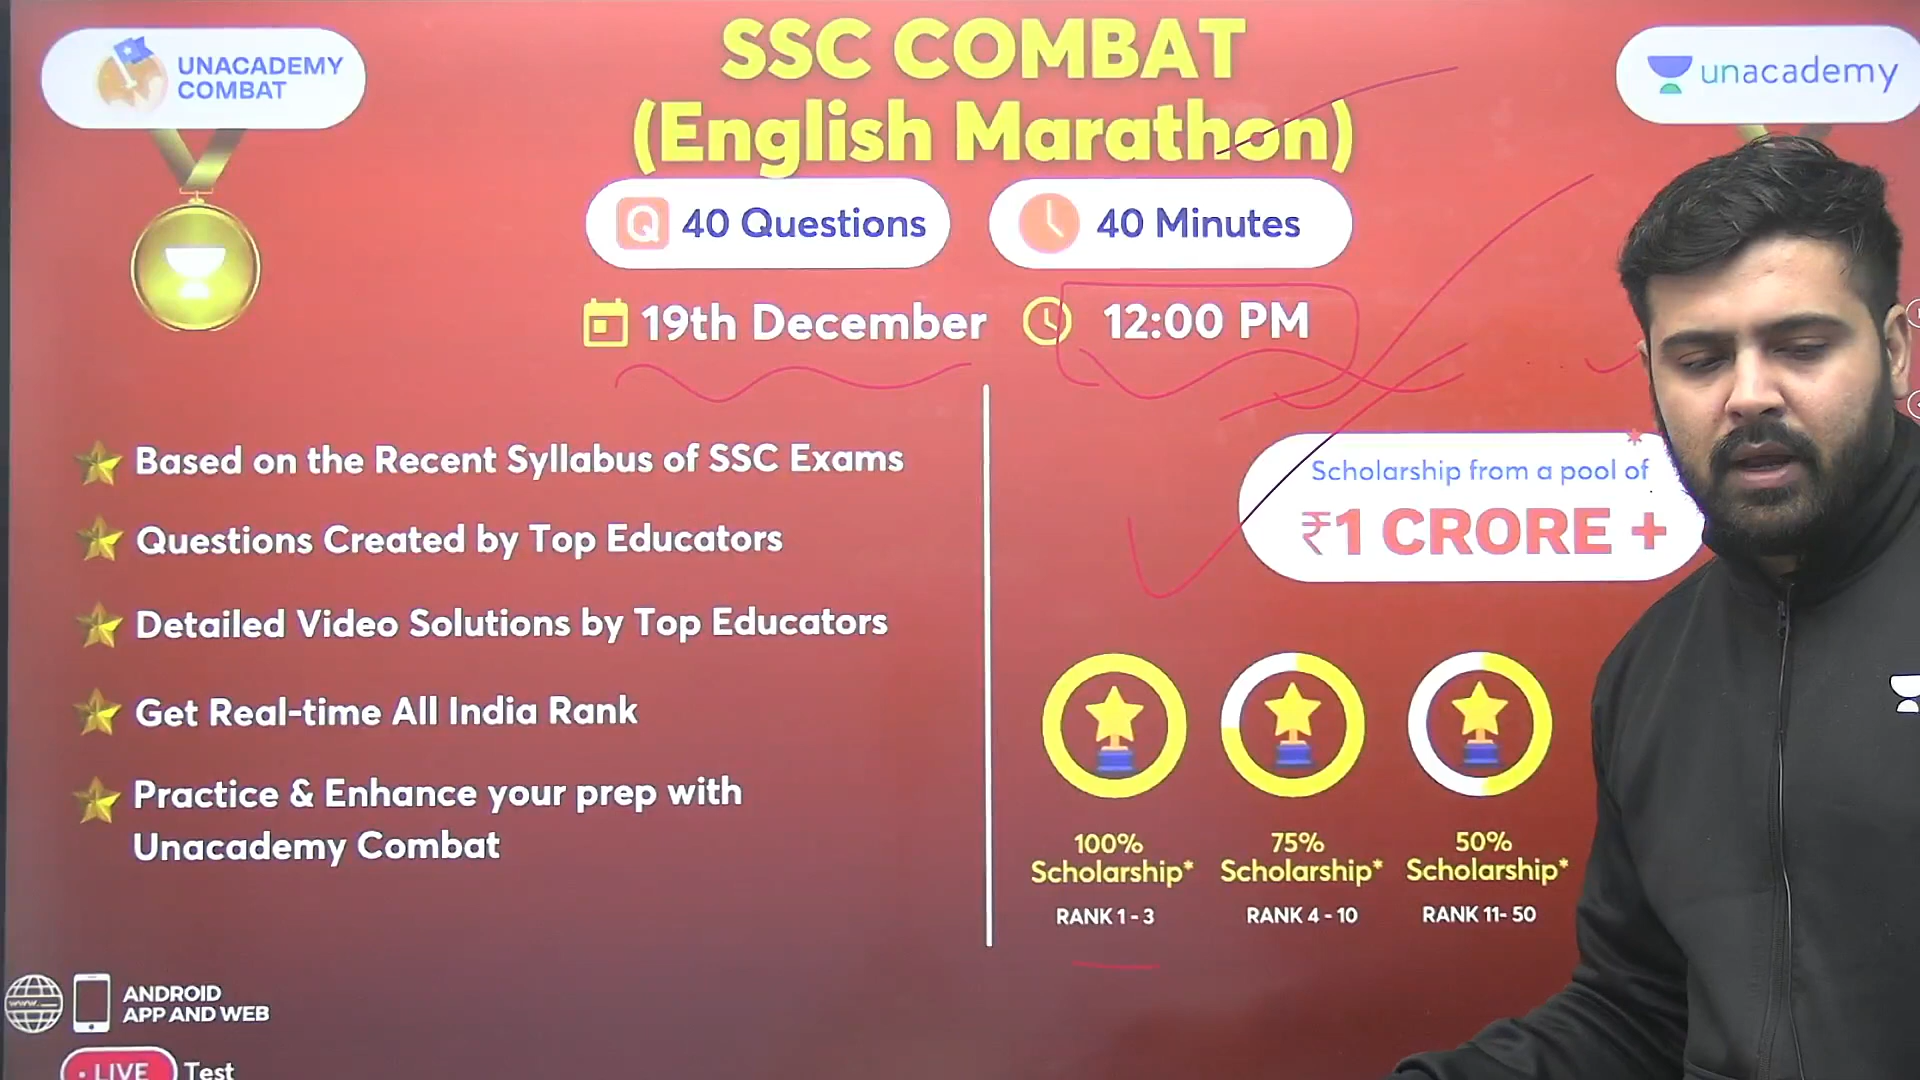 UNACADEMY
COMBAT
SSC COMBAT
(English Marathon)
unacademy
Q 40 Questions
40 Minutes
19th December
12:00 PM
Based on the Recent Syllabus of SSC Exams
Questions Created by Top Educators
Detailed Video Solutions by Top Educators
Get Real-time All India Rank
Practice & Enhance your prep with
Unacademy Combat
*
Scholarship from a pool of
₹1 CRORE +
100%
Scholarship*
RANK 1 - 3
75%
Scholarship*
RANK 4 - 10
50%
Scholarship*
RANK 11- 50
www
ANDROID
APP AND WEB
• LIVE Test